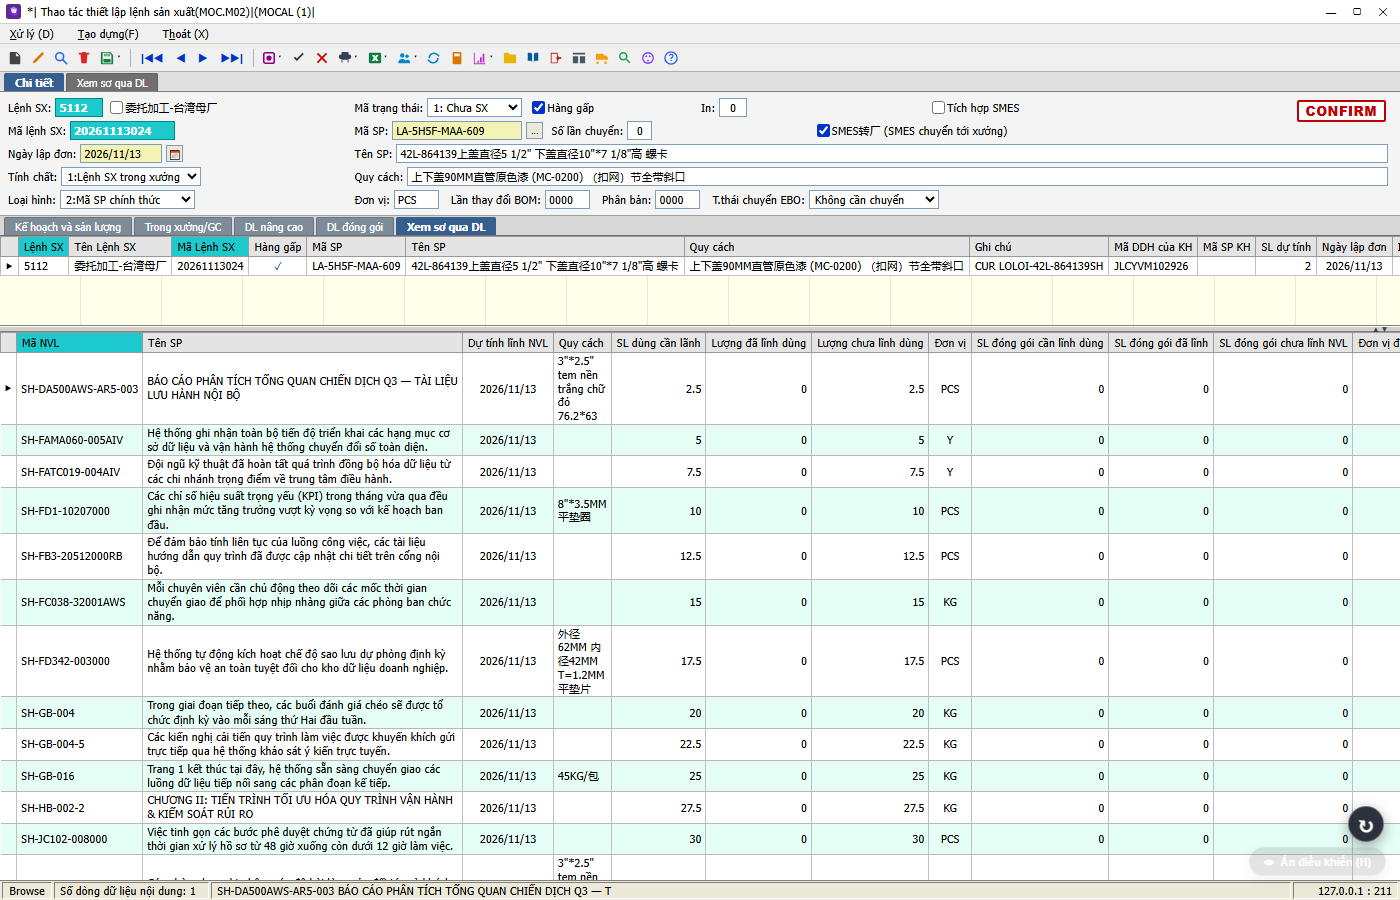 *| Thao tác thiết lập lệnh sản xuất(MOC.M02)|(MOCAL (1)|
Xử lý (D) Tạo dựng(F) Thoát (X)
Chi tiết Xem sơ qua DL
Lệnh SX: 5112 委托加工-台湾母厂 Mã trạng thái: 1: Chưa SX Hàng gấp In: 0 Tích hợp SMES CONFIRM
Mã lệnh SX: 20261113024 Mã SP: LA-5H5F-MAA-609 ... Số lần chuyển: 0 SMES转厂 (SMES chuyển tới xưởng)
Ngày lập đơn: 2026/11/13 Tên SP: 42L-864139上盖直径5 1/2" 下盖直径10"*7 1/8"高 螺卡
Tính chất: 1:Lệnh SX trong xưởng Quy cách: 上下盖90MM直管原色漆 (MC-0200) （扣网）节全带斜口
Loại hình: 2:Mã SP chính thức Đơn vị: PCS Lần thay đổi BOM: 0000 Phân bản: 0000 T.thái chuyển EBO: Không cần chuyển
Kế hoạch và sản lượng Trong xưởng/GC DL nâng cao DL đóng gói Xem sơ qua DL
Lệnh SX Tên Lệnh SX Mã Lệnh SX Hàng gấp Mã SP Tên SP Quy cách Ghi chú Mã DDH của KH Mã SP KH SL dự tính Ngày lập đơn
5112 委托加工-台湾母厂 20261113024 ✓ LA-5H5F-MAA-609 42L-864139上盖直径5 1/2" 下盖直径10"*7 1/8"高 螺卡 上下盖90MM直管原色漆 (MC-0200) （扣网）节全带斜口 CUR LOLOI-42L-864139SH JLCYVM102926 2 2026/11/13
Mã NVL Tên SP Dự tính lĩnh NVL Quy cách SL dùng cần lãnh Lượng đã lĩnh dùng Lượng chưa lĩnh dùng Đơn vị SL đóng gói cần lĩnh dùng SL đóng gói đã lĩnh SL đóng gói chưa lĩnh NVL Đơn vị đ
SH-DA500AWS-AR5-003 BÁO CÁO PHÂN TÍCH TỔNG QUAN CHIẾN DỊCH Q3 — TÀI LIỆU
LƯU HÀNH NỘI BỘ 2026/11/13 3"*2.5"
tem nền
trắng chữ
đỏ
76.2*63 2.5 0 2.5 PCS 0 0 0
SH-FAMA060-005AIV Hệ thống ghi nhận toàn bộ tiến độ triển khai các hạng mục cơ
sở dữ liệu và vận hành hệ thống chuyển đổi số toàn diện. 2026/11/13 5 0 5 Y 0 0 0
SH-FATC019-004AIV Đội ngũ kỹ thuật đã hoàn tất quá trình đồng bộ hóa dữ liệu từ
các chi nhánh trọng điểm về trung tâm điều hành. 2026/11/13 7.5 0 7.5 Y 0 0 0
SH-FD1-10207000 Các chỉ số hiệu suất trọng yếu (KPI) trong tháng vừa qua đều
ghi nhận mức tăng trưởng vượt kỳ vọng so với kế hoạch ban
đầu. 2026/11/13 8"*3.5MM
平垫圈 10 0 10 PCS 0 0 0
SH-FB3-20512000RB Để đảm bảo tính liên tục của luồng công việc, các tài liệu
hướng dẫn quy trình đã được cập nhật chi tiết trên cổng nội
bộ. 2026/11/13 12.5 0 12.5 PCS 0 0 0
SH-FC038-32001AWS Mỗi chuyên viên cần chủ động theo dõi các mốc thời gian
chuyển giao để phối hợp nhịp nhàng giữa các phòng ban chức
năng. 2026/11/13 15 0 15 KG 0 0 0
SH-FD342-003000 Hệ thống tự động kích hoạt chế độ sao lưu dự phòng định kỳ
nhằm bảo vệ an toàn tuyệt đối cho kho dữ liệu doanh nghiệp. 2026/11/13 外径
62MM 内
径42MM
T=1.2MM
平垫片 17.5 0 17.5 PCS 0 0 0
SH-GB-004 Trong giai đoạn tiếp theo, các buổi đánh giá chéo sẽ được tổ
chức định kỳ vào mỗi sáng thứ Hai đầu tuần. 2026/11/13 20 0 20 KG 0 0 0
SH-GB-004-5 Các kiến nghị cải tiến quy trình làm việc được khuyến khích gửi
trực tiếp qua hệ thống khảo sát ý kiến trực tuyến. 2026/11/13 22.5 0 22.5 KG 0 0 0
SH-GB-016 Trang 1 kết thúc tại đây, hệ thống sẵn sàng chuyển giao các
luồng dữ liệu tiếp nối sang các phân đoạn kế tiếp. 2026/11/13 45KG/包 25 0 25 KG 0 0 0
SH-HB-002-2 CHƯƠNG II: TIẾN TRÌNH TỐI ƯU HÓA QUY TRÌNH VẬN HÀNH
& KIỂM SOÁT RỦI RO 2026/11/13 27.5 0 27.5 KG 0 0 0
SH-JC102-008000 Việc tinh gọn các bước phê duyệt chứng từ đã giúp rút ngắn
thời gian xử lý hồ sơ từ 48 giờ xuống còn dưới 12 giờ làm việc. 2026/11/13 30 0 30 PCS 0 0 0
3"*2.5"
tem nền
Ẩn điều khiển (H)
Browse Số dòng dữ liệu nội dung: 1 SH-DA500AWS-AR5-003 BÁO CÁO PHÂN TÍCH TỔNG QUAN CHIẾN DỊCH Q3 — T 127.0.0.1 : 211